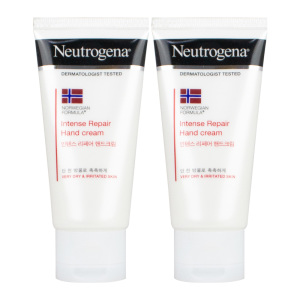 Neutrogena®
DERMATOLOGIST TESTED
NORWEGIAN
FORMULA®
Intense Repair
Hand cream
인텐스 리페어 핸드크림
VERY DRY & IRRITATED SKIN
Neutrogena®
DERMATOLOGIST TESTED
NORWEGIAN
FORMULA®
Intense Repair
Hand cream
인텐스 리페어 핸드크림
VERY DRY & IRRITATED SKIN